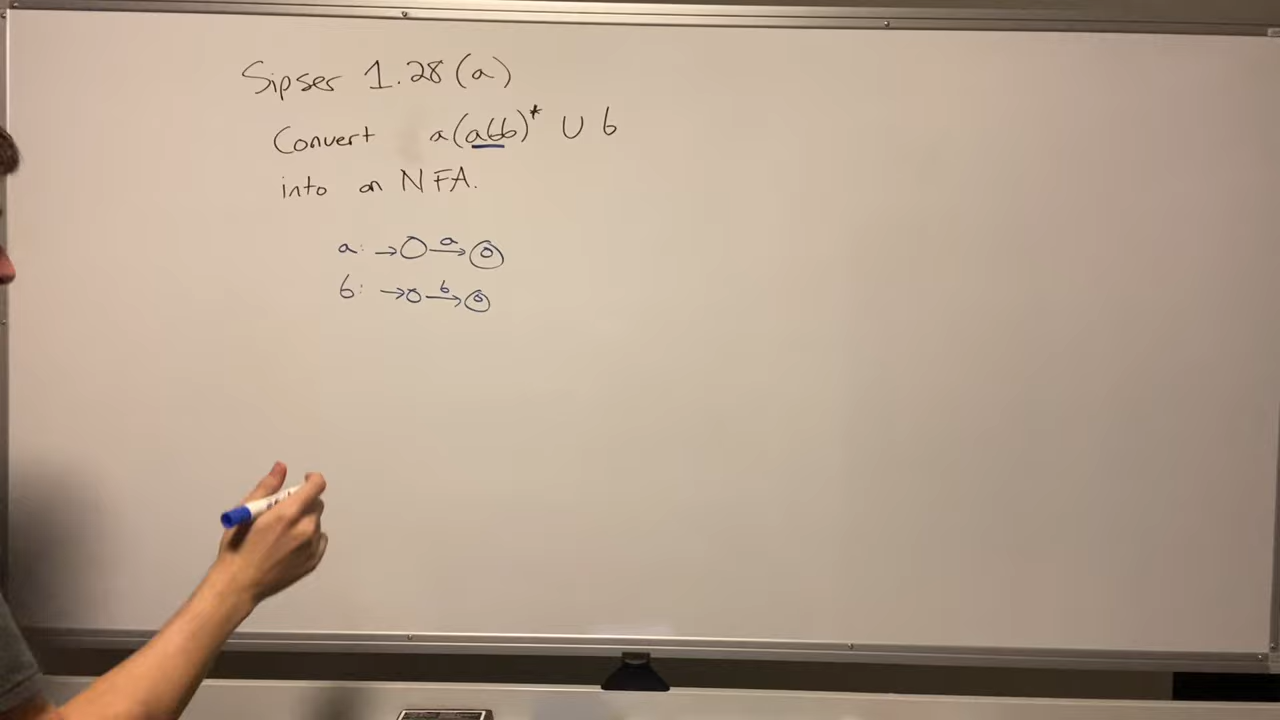 Sipser 1.28 (a)
Convert a(abb)* ∪ b
into an NFA.
a: → a
b: → b